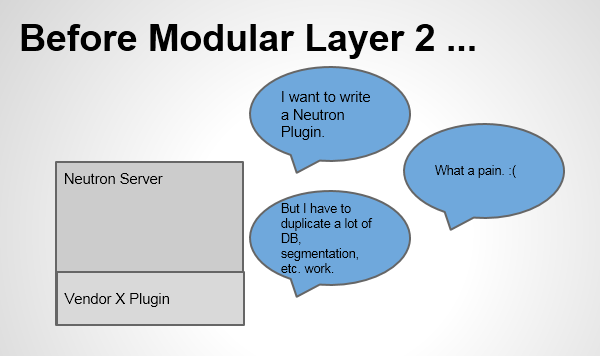 Before Modular Layer 2 ...
I want to write
a Neutron
Plugin.
What a pain. :(
Neutron Server
But I have to
duplicate a lot of
DB,
segmentation,
etc. work.
Vendor X Plugin